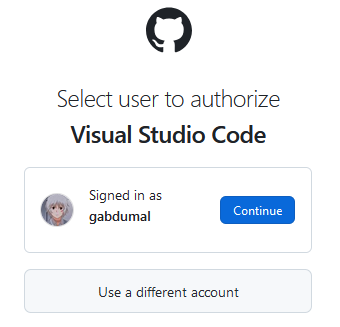 Select user to authorize
Visual Studio Code
Signed in as
gabdumal
Continue
Use a different account